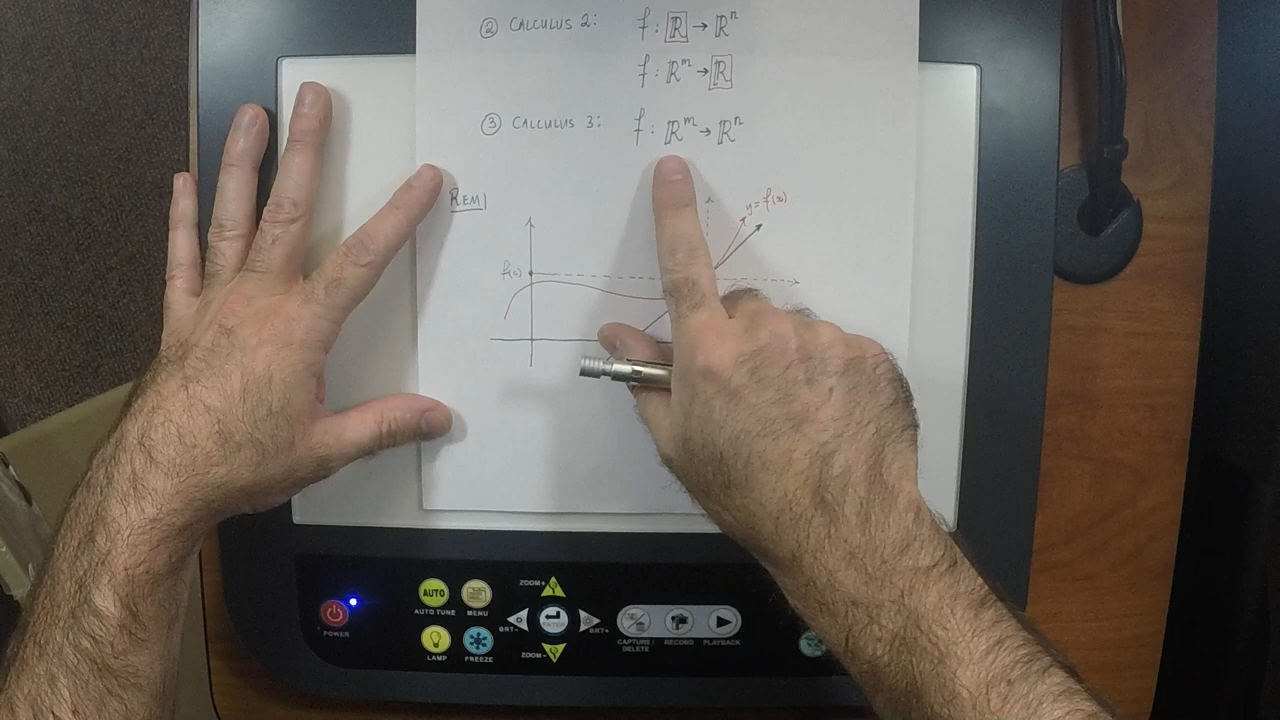 ② CALCULUS 2: f : ℝ → ℝⁿ
f : ℝᵐ → ℝ
③ CALCULUS 3: f : ℝᵐ → ℝⁿ
REM
y = f(x)
AUTO
AUTO TUNE
MENU
ZOOM+
POWER
BRT-
ENTER
BRT+
LAMP
FREEZE
ZOOM-
CAPTURE / DELETE
RECORD
PLAYBACK